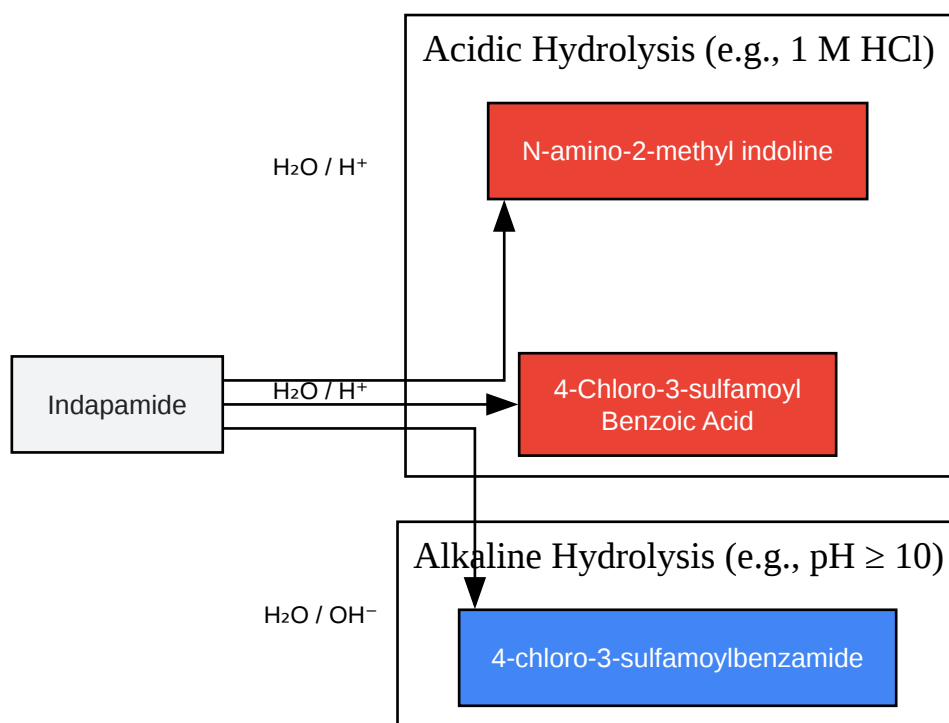 Acidic Hydrolysis (e.g., 1 M HCl)
N-amino-2-methyl indoline
H₂O / H⁺
Indapamide
H₂O / H⁺
4-Chloro-3-sulfamoyl
Benzoic Acid
Alkaline Hydrolysis (e.g., pH ≥ 10)
H₂O / OH⁻
4-chloro-3-sulfamoylbenzamide